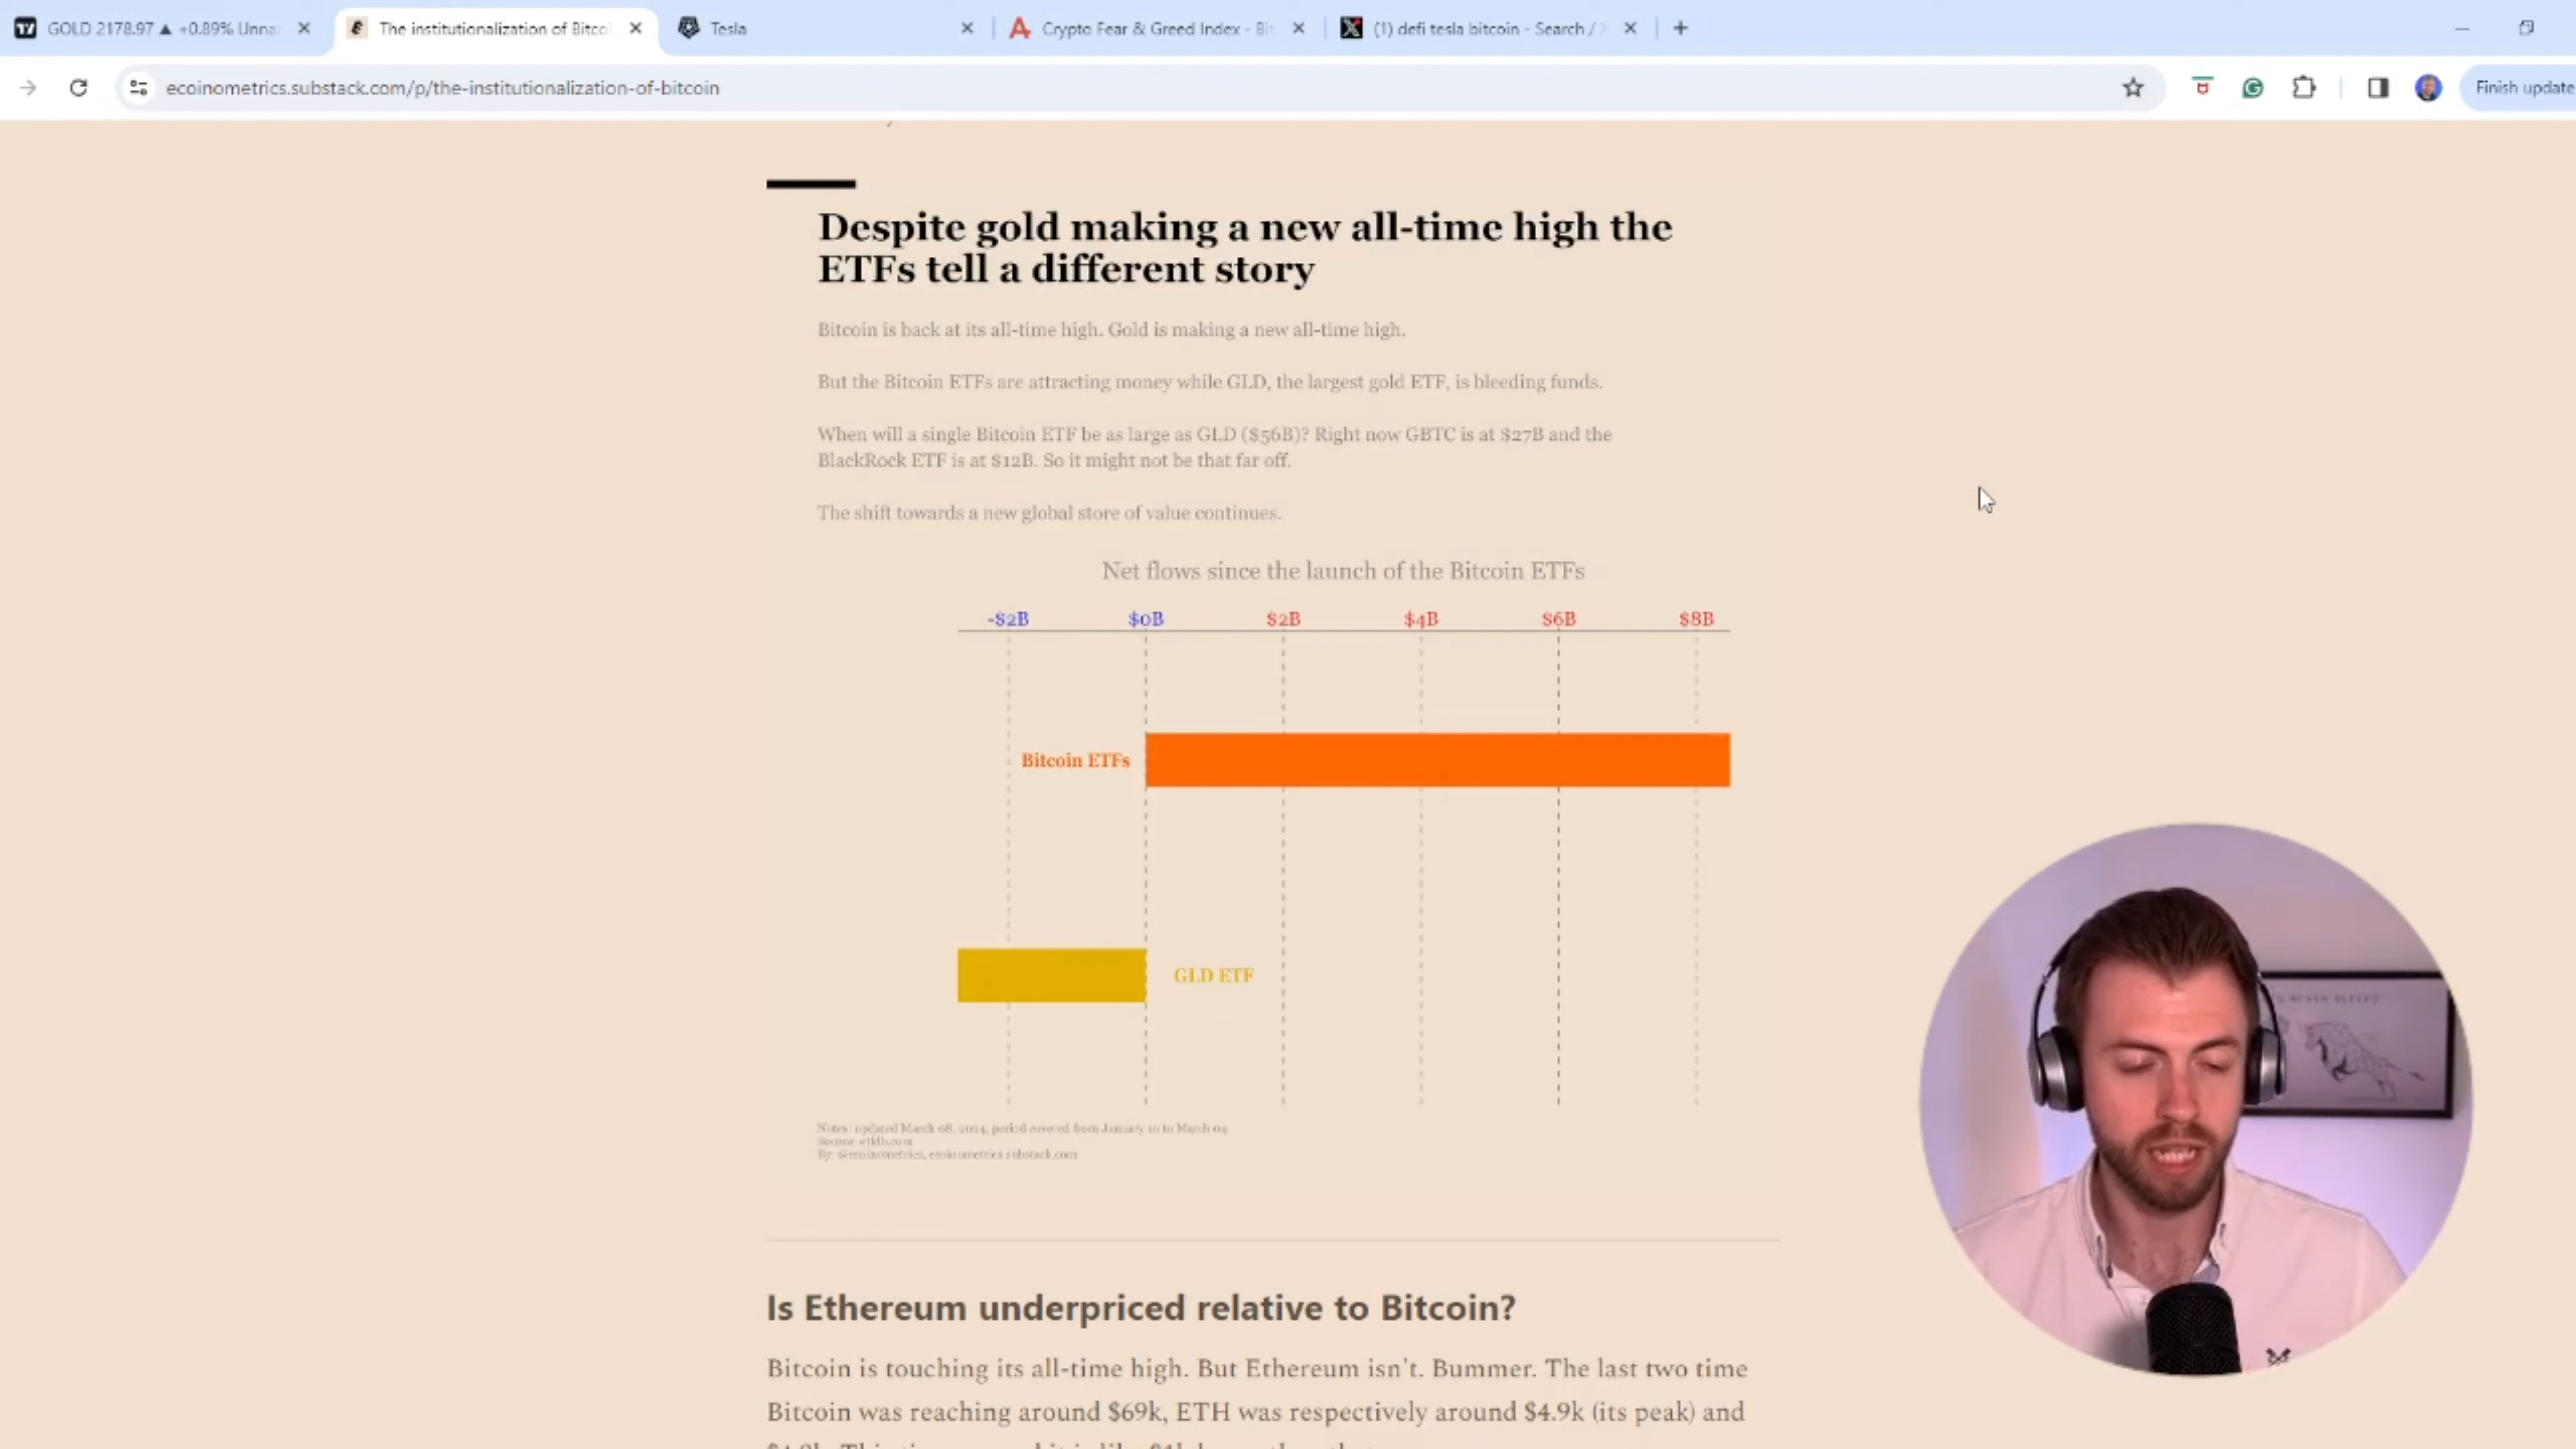 GOLD 2178.97 ▲ +0.89% Unna
The institutionalization of Bitcoi
Tesla
Crypto Fear & Greed Index - Bit
(1) defi tesla bitcoin - Search /
ecoinometrics.substack.com/p/the-institutionalization-of-bitcoin
Finish update
Despite gold making a new all-time high the
ETFs tell a different story
Bitcoin is back at its all-time high. Gold is making a new all-time high.
But the Bitcoin ETFs are attracting money while GLD, the largest gold ETF, is bleeding funds.
When will a single Bitcoin ETF be as large as GLD ($56B)? Right now GBTC is at $27B and the
BlackRock ETF is at $12B. So it might not be that far off.
The shift towards a new global store of value continues.
Net flows since the launch of the Bitcoin ETFs
-$2B $0B $2B $4B $6B $8B
Bitcoin ETFs
GLD ETF
Notes: updated March 08, 2024, period covered from January 10 to March 04
Source:
By: @ecoinometrics, ecoinometrics.substack.com
Is Ethereum underpriced relative to Bitcoin?
Bitcoin is touching its all-time high. But Ethereum isn't. Bummer. The last two time
Bitcoin was reaching around $69k, ETH was respectively around $4.9k (its peak) and